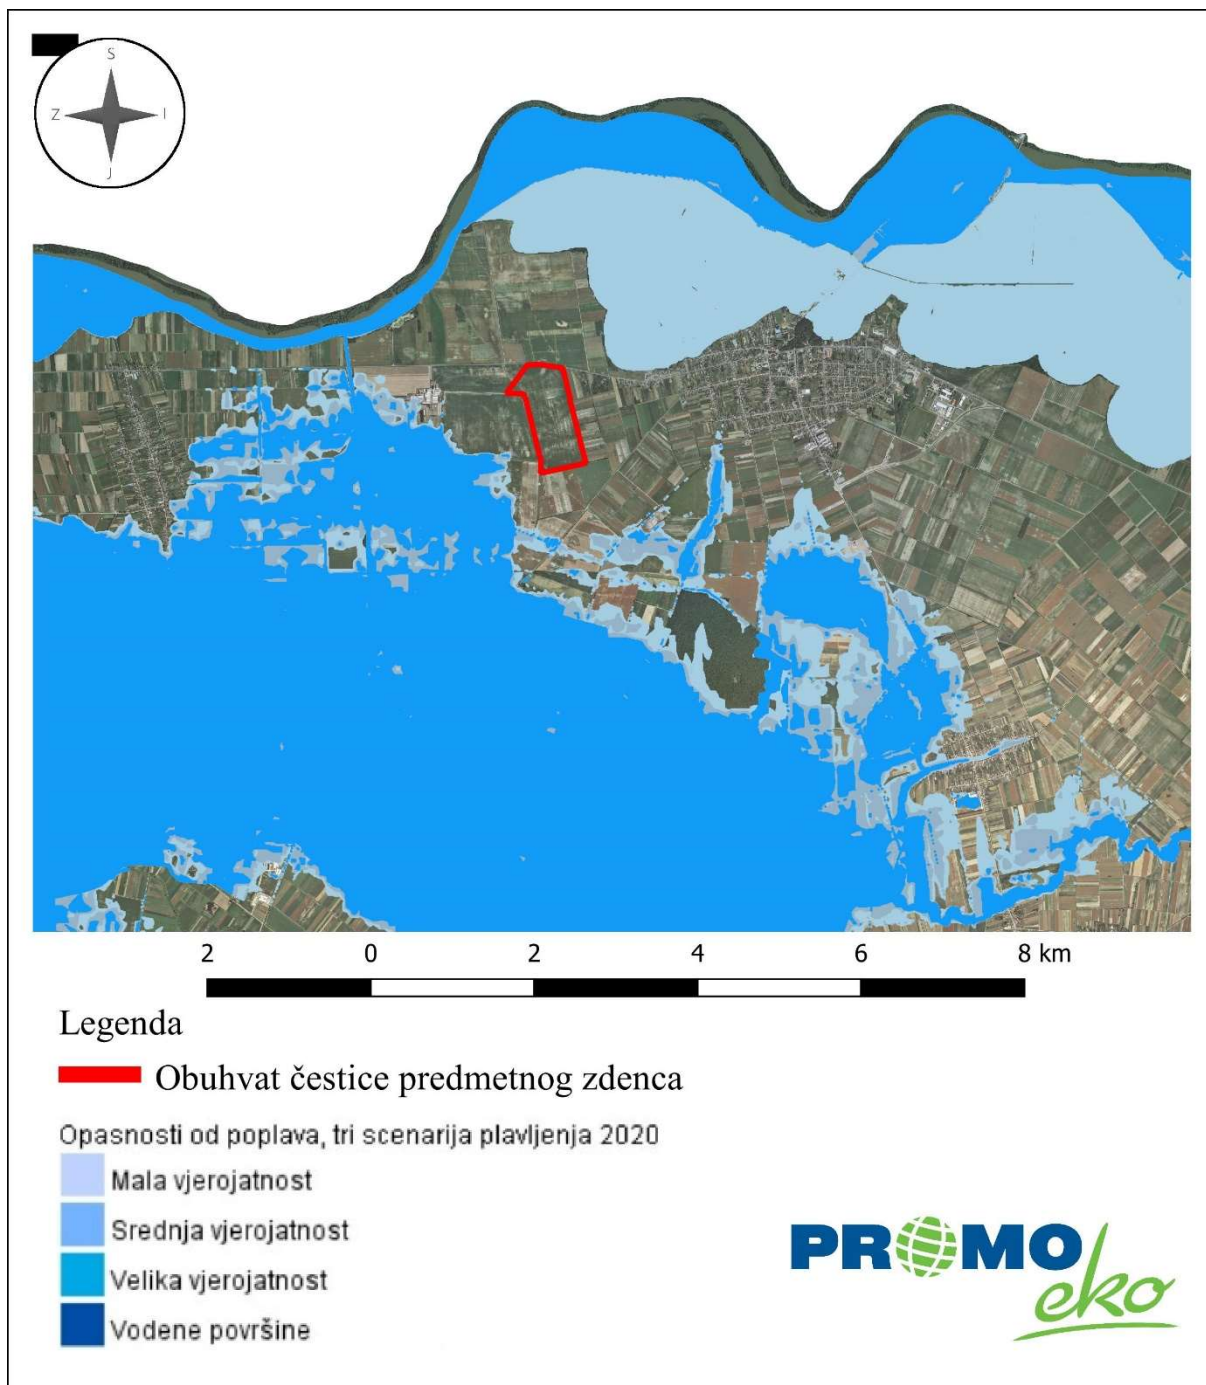 S
Z I
J
2 0 2 4 6 8 km
Legenda
Obuhvat čestice predmetnog zdenca
Opasnosti od poplava, tri scenarija plavljenja 2020
Mala vjerojatnost
Srednja vjerojatnost
Velika vjerojatnost
Vodene površine
PROMO
eko